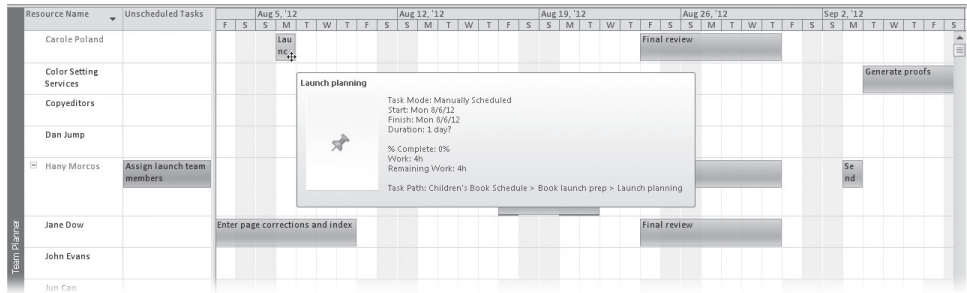 Resource Name Unscheduled Tasks Aug 5, '12 Aug 12, '12 Aug 19, '12 Aug 26, '12 Sep 2, '12
F S S M T W T F S S M T W T F S S M T W T F S S M T W T F S S M T W T F S
Carole Poland Lau Final review
nc
Color Setting Generate proofs
Services
Launch planning
Task Mode: Manually Scheduled
Start: Mon 8/6/12
Finish: Mon 8/6/12
Duration: 1 day?
% Complete: 0%
Work: 4h
Remaining Work: 4h
Task Path: Children's Book Schedule > Book launch prep > Launch planning
Copyeditors
Dan Jump
Hany Morcos Assign launch team Se
members nd
Jane Dow Enter page corrections and index Final review
John Evans
Jun Cao
Team Planner